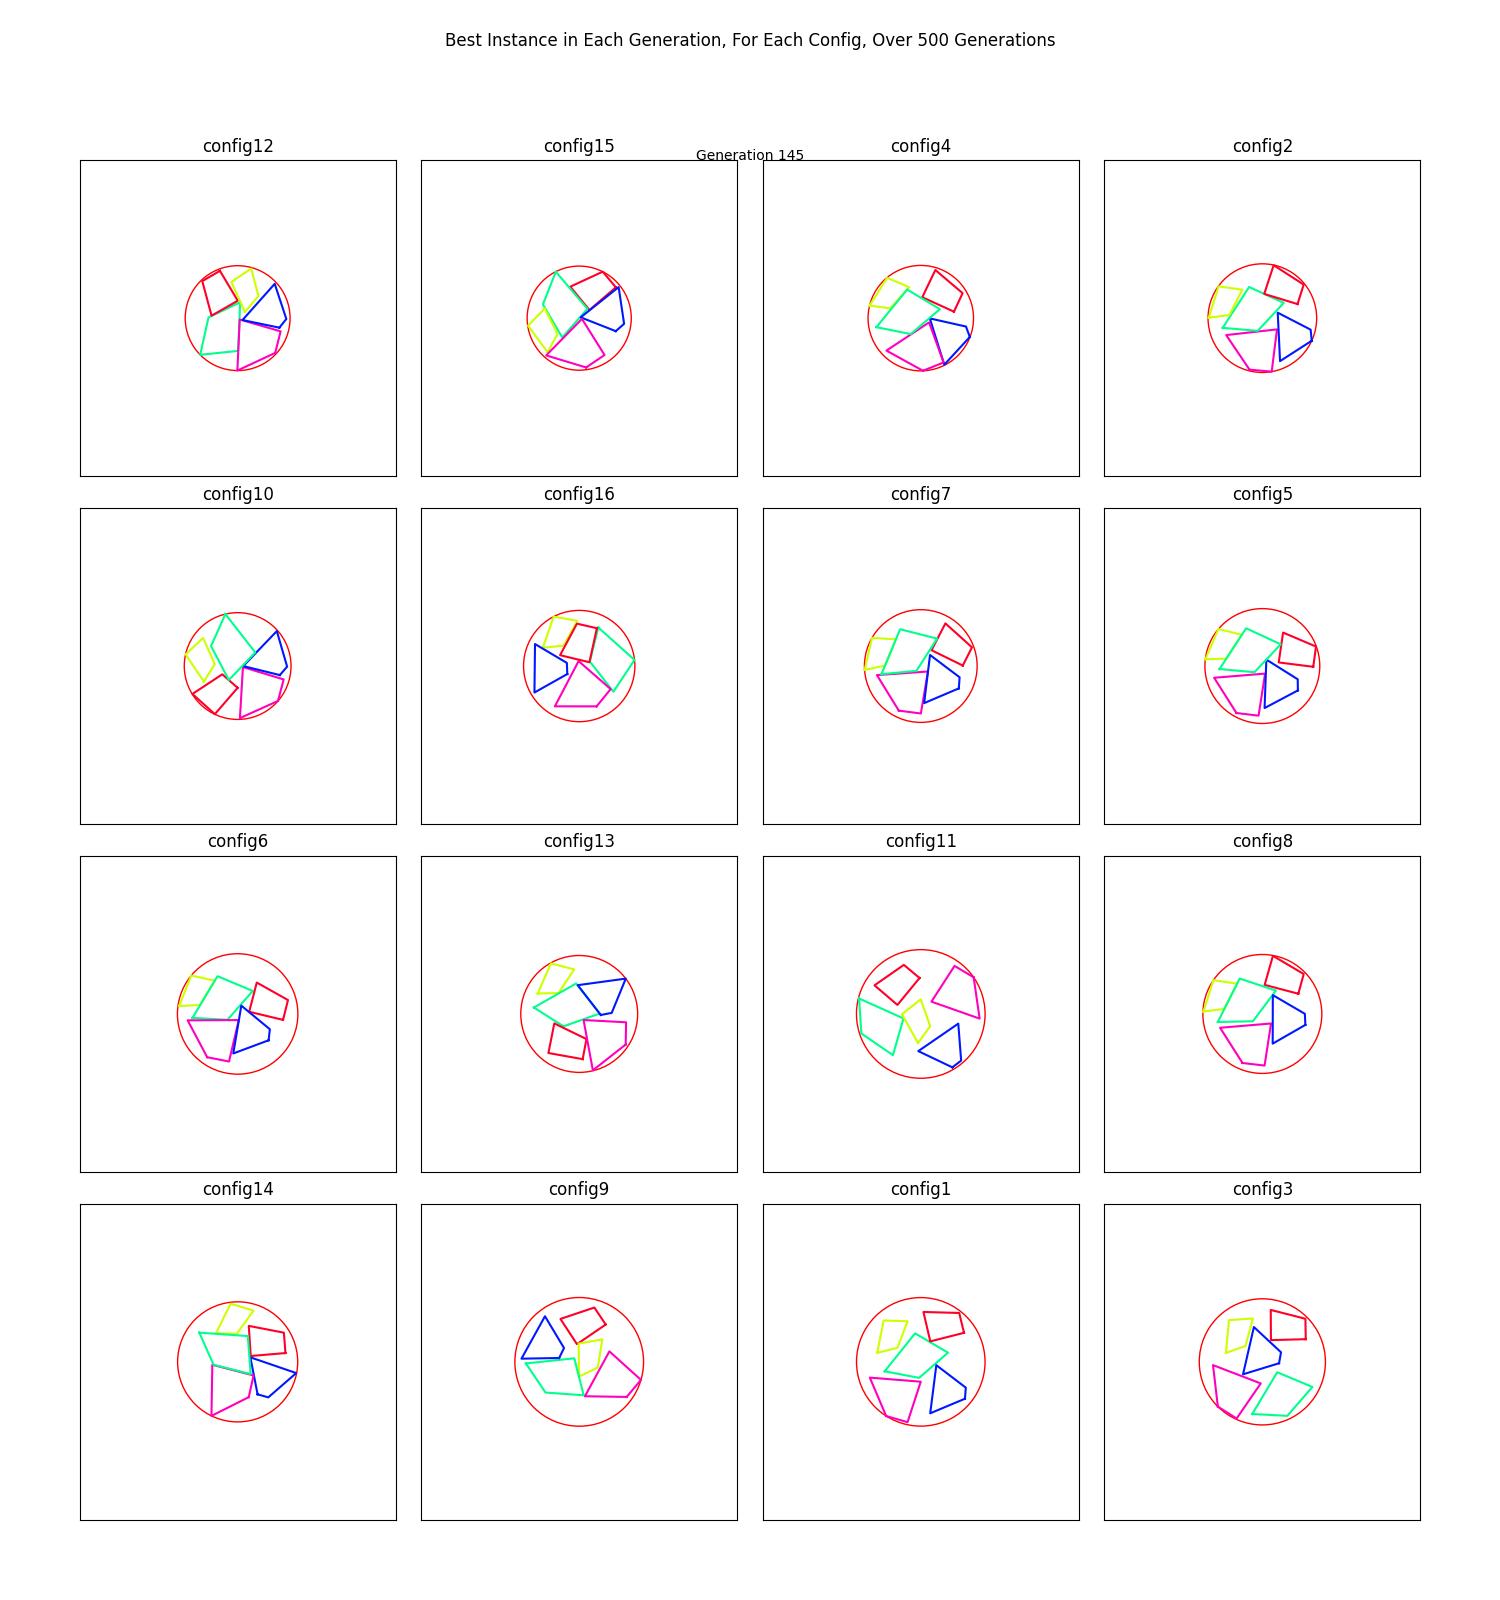 Best Instance in Each Generation, For Each Config, Over 500 Generations
Generation 145
config12
config15
config4
config2
config10
config16
config7
config5
config6
config13
config11
config8
config14
config9
config1
config3